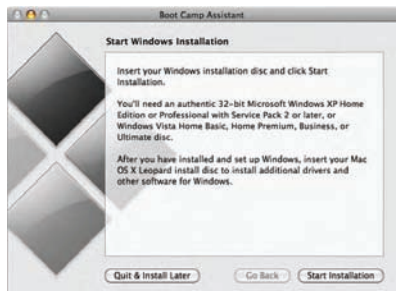 Boot Camp Assistant
Start Windows Installation
Insert your Windows installation disc and click Start
Installation.
You'll need an authentic 32-bit Microsoft Windows XP Home
Edition or Professional with Service Pack 2 or later, or
Windows Vista Home Basic, Home Premium, Business, or
Ultimate disc.
After you have installed and set up Windows, insert your Mac
OS X Leopard install disc to install additional drivers and
other software for Windows.
Quit & Install Later
Go Back
Start Installation